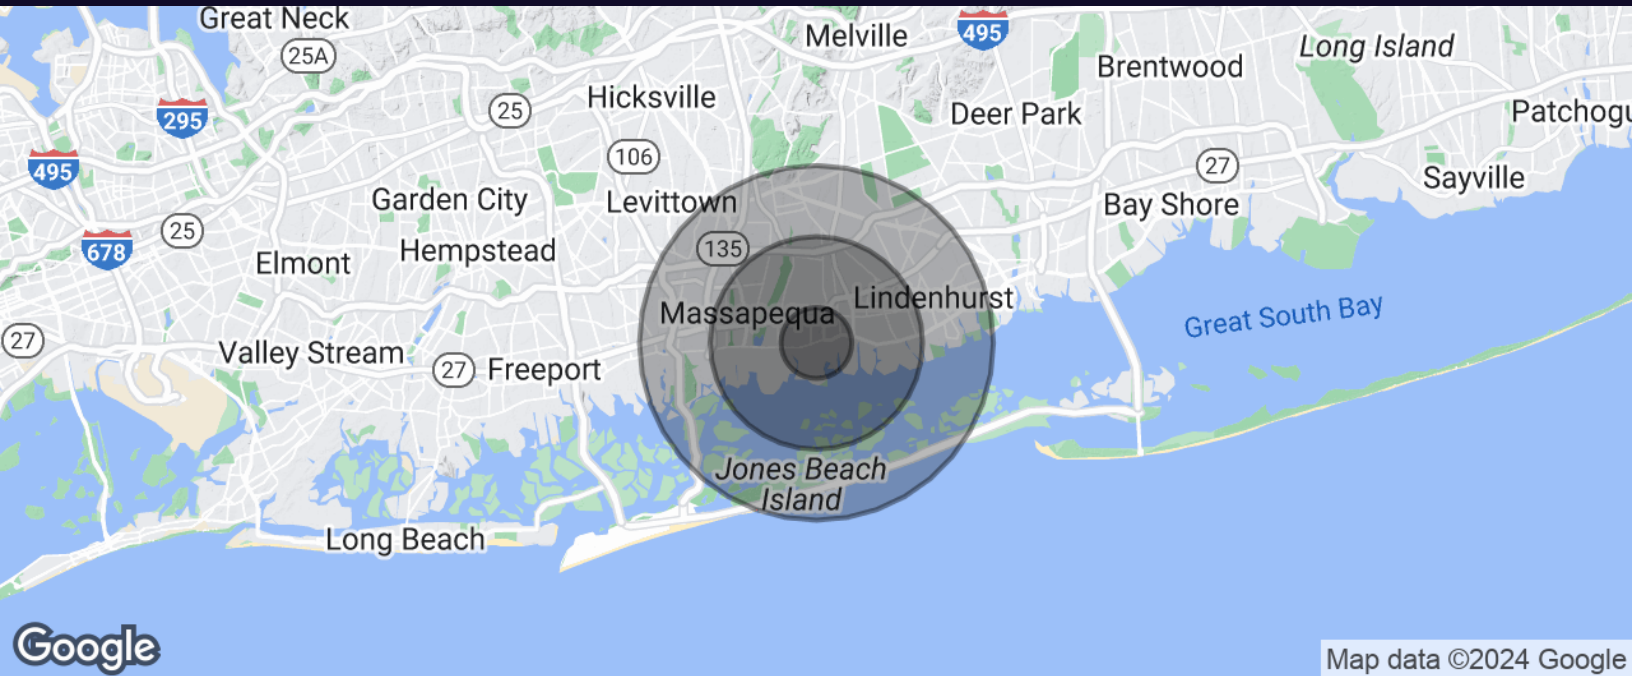 Great Neck
25A
Melville
495
Long Island
Brentwood
Hicksville
25
Deer Park
Patchogu
295
106
27
495
Garden City
Levittown
Bay Shore
Sayville
25
678
Hempstead
135
Elmont
Massapequa
Lindenhurst
Great South Bay
27
Valley Stream
27
Freeport
Jones Beach
Island
Long Beach
Google
Map data ©2024 Google